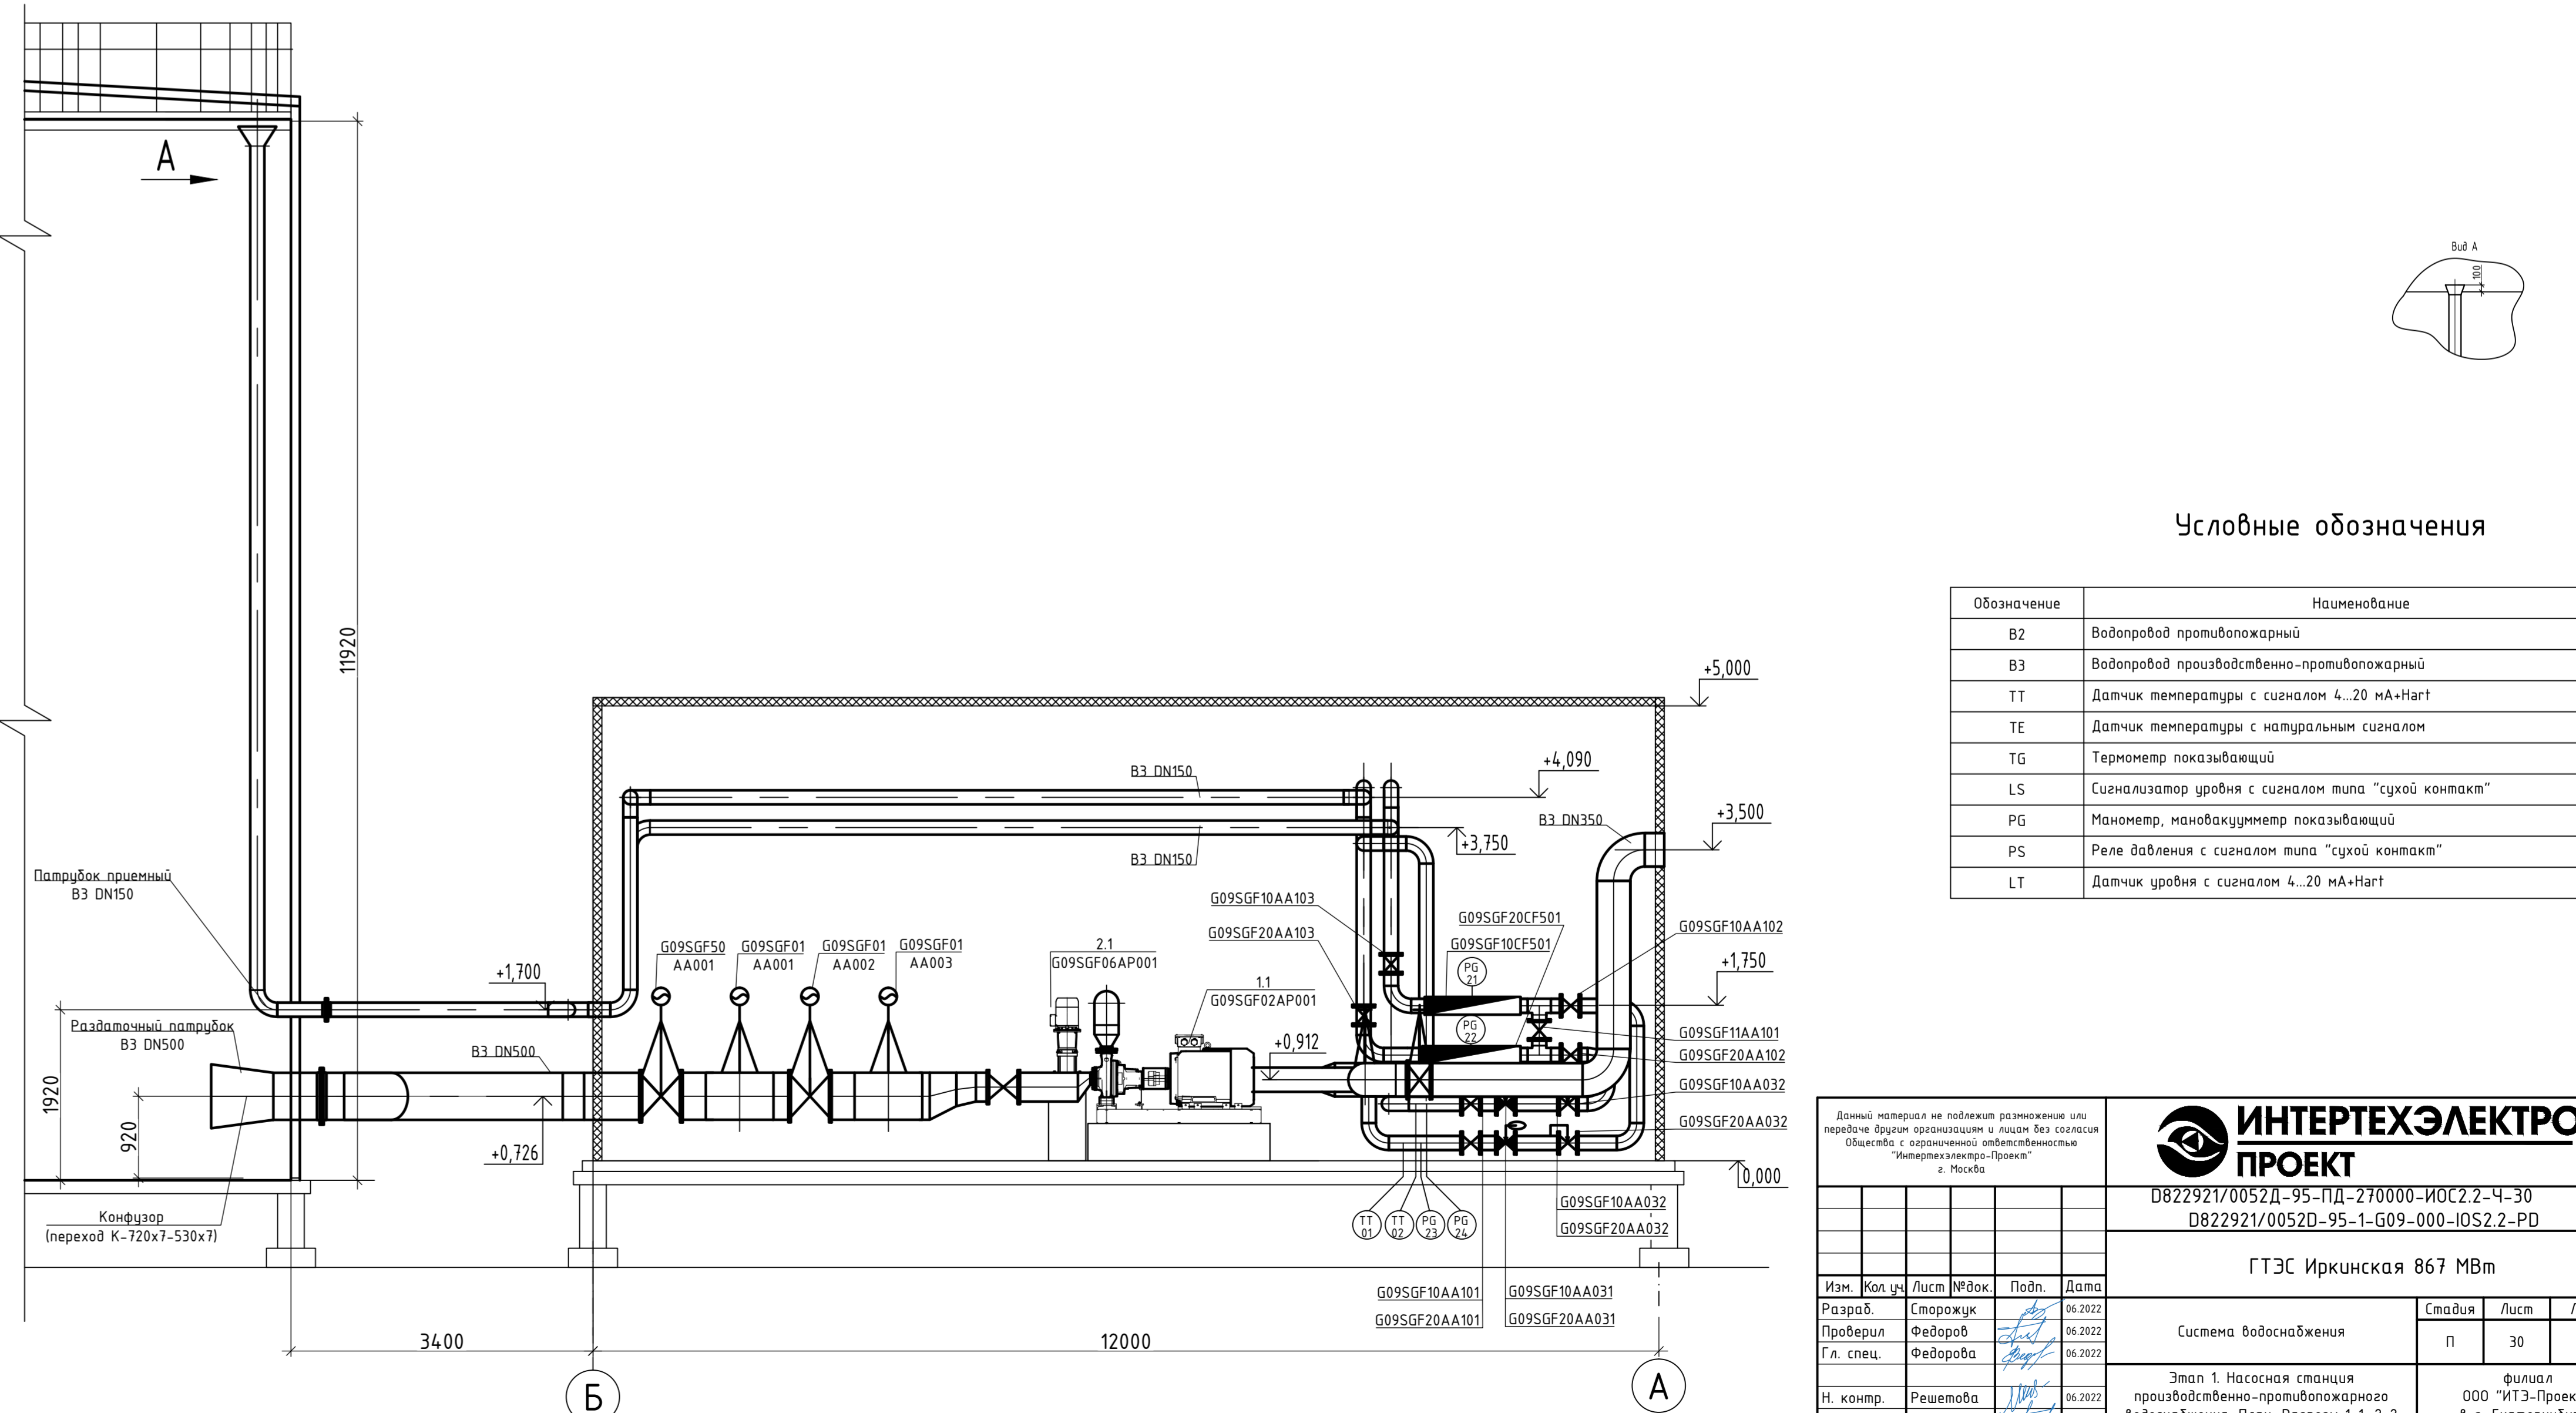 А
11920
Вид А
100
Условные обозначения
Обозначение Наименование
В2 Водопровод противопожарный
В3 Водопровод производственно-противопожарный
TT Датчик температуры с сигналом 4...20 мА+Hart
TE Датчик температуры с натуральным сигналом
TG Термометр показывающий
LS Сигнализатор уровня с сигналом типа "сухой контакт"
PG Манометр, мановакуумметр показывающий
PS Реле давления с сигналом типа "сухой контакт"
LT Датчик уровня с сигналом 4...20 мА+Hart
+5,000
+4,090
В3 DN150
+3,750
В3 DN150
В3 DN350
+3,500
Патрубок приемный
В3 DN150
+1,700
Раздаточный патрубок
В3 DN500
В3 DN500
1920
920
+0,726
Конфузор
(переход К-720х7-530х7)
G09SGF50
AA001
G09SGF01
AA001
G09SGF01
AA002
G09SGF01
AA003
2.1
G09SGF06AP001
1.1
G09SGF02AP001
+0,912
G09SGF10AA103
G09SGF20AA103
G09SGF20CF501
G09SGF10CF501
PG
21
PG
22
G09SGF10AA102
+1,750
G09SGF11AA101
G09SGF20AA102
G09SGF10AA032
G09SGF20AA032
0,000
TT
01
TT
02
PG
23
PG
24
G09SGF10AA032
G09SGF20AA032
G09SGF10AA101
G09SGF20AA101
G09SGF10AA031
G09SGF20AA031
3400
12000
Б
А
Данный материал не подлежит размножению или
передаче другим организациям и лицам без согласия
Общества с ограниченной ответственностью
"Интертехэлектро-Проект"
г. Москва
ИНТЕРТЕХЭЛЕКТРО
ПРОЕКТ
D822921/0052Д-95-ПД-270000-ИОС2.2-Ч-30
D822921/0052D-95-1-G09-000-IOS2.2-PD
ГТЭС Иркинская 867 МВт
Изм. Кол. уч. Лист №док. Подп. Дата
Разраб. Сторожук 06.2022
Проверил Федоров 06.2022
Гл. спец. Федорова 06.2022
Н. контр. Решетова 06.2022
Система водоснабжения
Стадия Лист
П 30
Этап 1. Насосная станция
производственно-противопожарного
филиал
ООО "ИТЭ-Проек